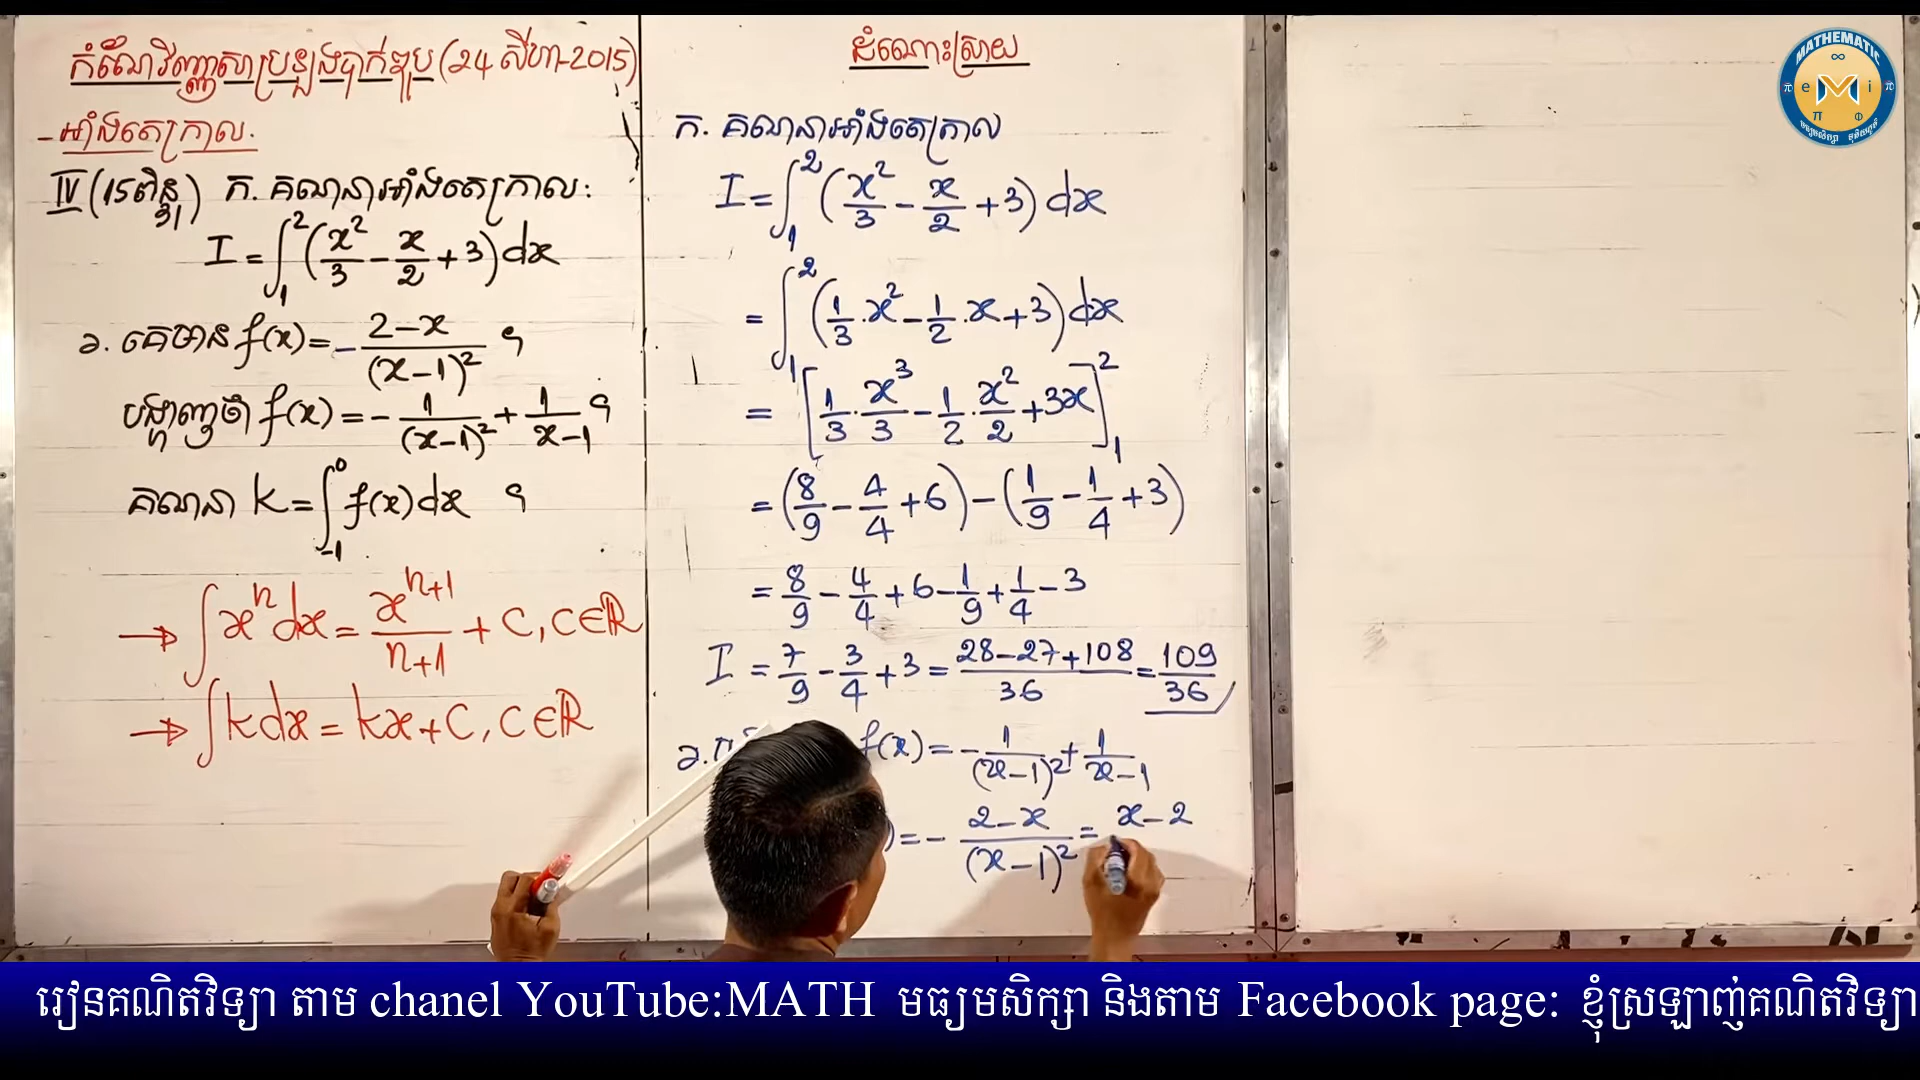 កំណែវិញ្ញាសាប្រឡងបាក់ឌុប (24 សីហា-2015)
- អាំងតេក្រាល.
IV (15ពិន្ទុ) ក. គណនាអាំងតេក្រាល:
I = ∫₁² (x²/3 − x/2 + 3) dx
ខ. គេមាន f(x) = −(2−x)/(x−1)² ។
បង្ហាញថា f(x) = −1/(x−1)² + 1/(x−1) ។
គណនា K = ∫₋₁⁰ f(x) dx ។
→ ∫ xⁿ dx = xⁿ⁺¹/(n+1) + C, C∈ℝ
→ ∫ k dx = kx + C, C∈ℝ
ដំណោះស្រាយ
ក. គណនាអាំងតេក្រាល
I = ∫₁² (x²/3 − x/2 + 3) dx
= ∫₁² (1/3 · x² − 1/2 · x + 3) dx
= [1/3 · x³/3 − 1/2 · x²/2 + 3x]₁²
= (8/9 − 4/4 + 6) − (1/9 − 1/4 + 3)
= 8/9 − 4/4 + 6 − 1/9 + 1/4 − 3
I = 7/9 − 3/4 + 3 = (28−27+108)/36 = 109/36
ខ. f(x) = −1/(x−1)² + 1/(x−1)
) = −(2−x)/(x−1)² = x−2
MATHEMATIC
∞
π e M i π
π Φ
រៀនគណិតវិទ្យា តាម chanel YouTube:MATH មធ្យមសិក្សា និងតាម Facebook page: ខ្ញុំស្រឡាញ់គណិតវិទ្យា